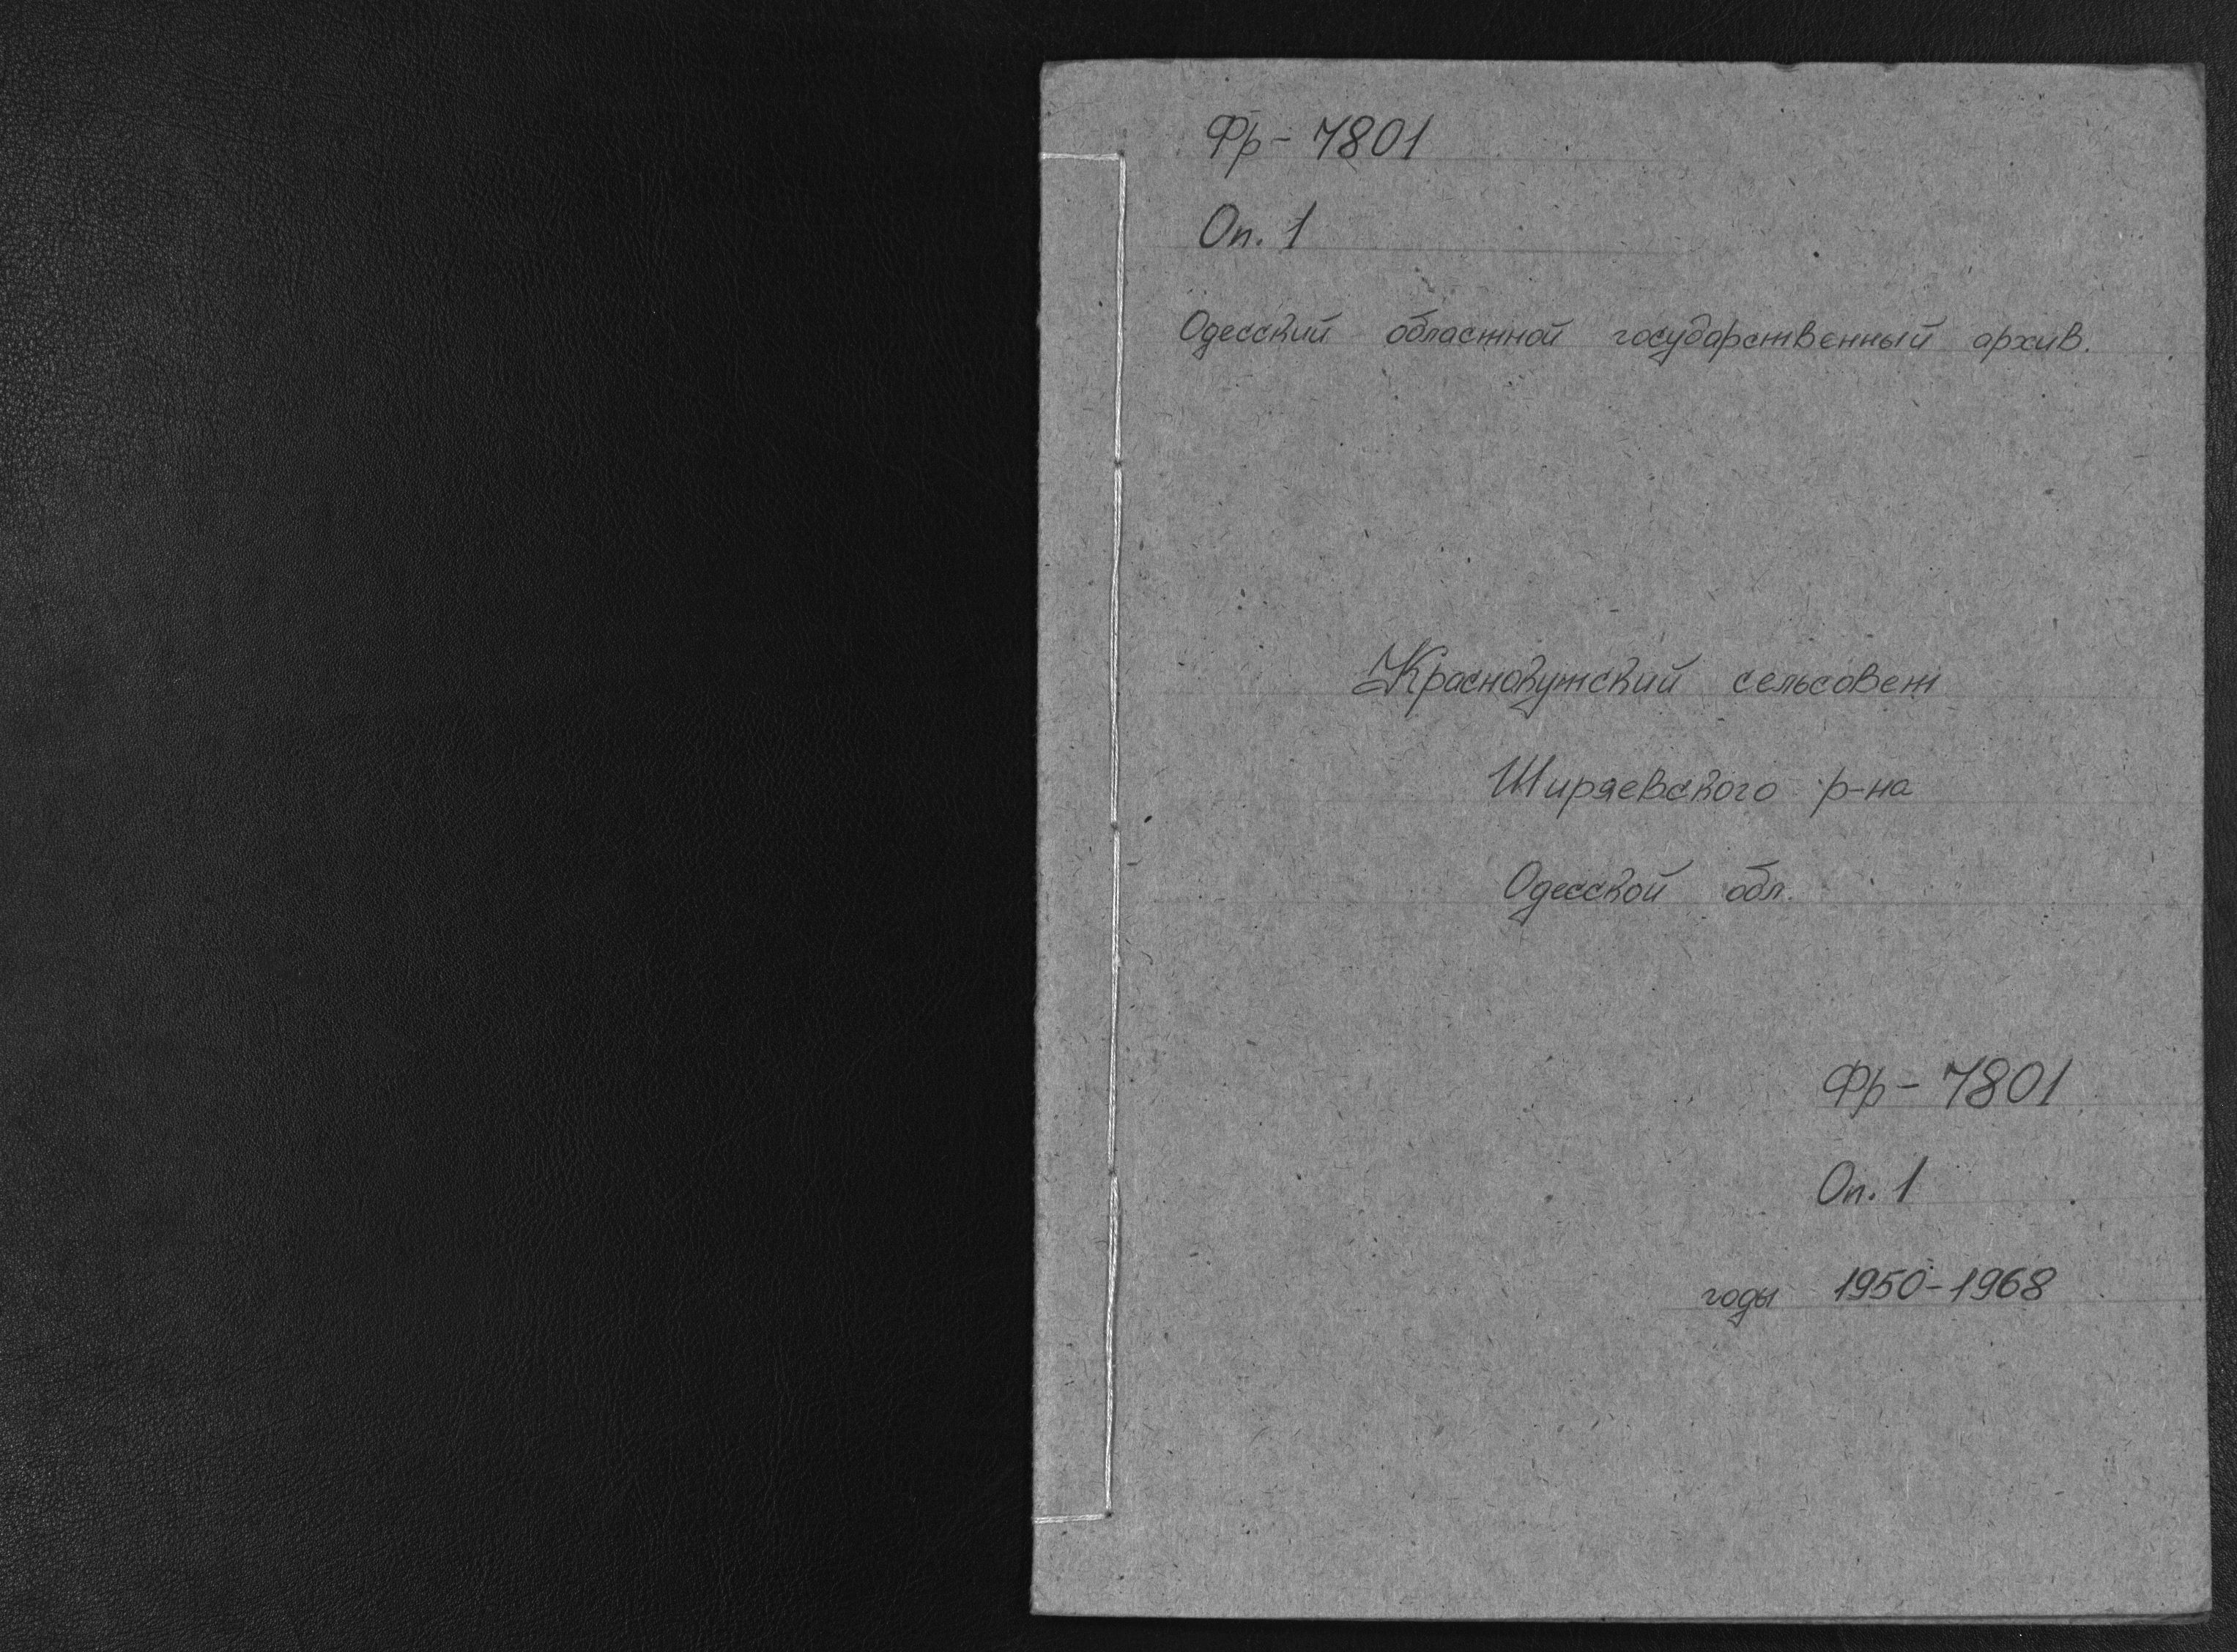 Фр- 7801
Оп. 1
Одесский областной государственный архив.
Краснокутский сельсовет
Ширяевского р-на
Одесской обл.
Фр- 7801
Оп. 1
годы 1950-1968